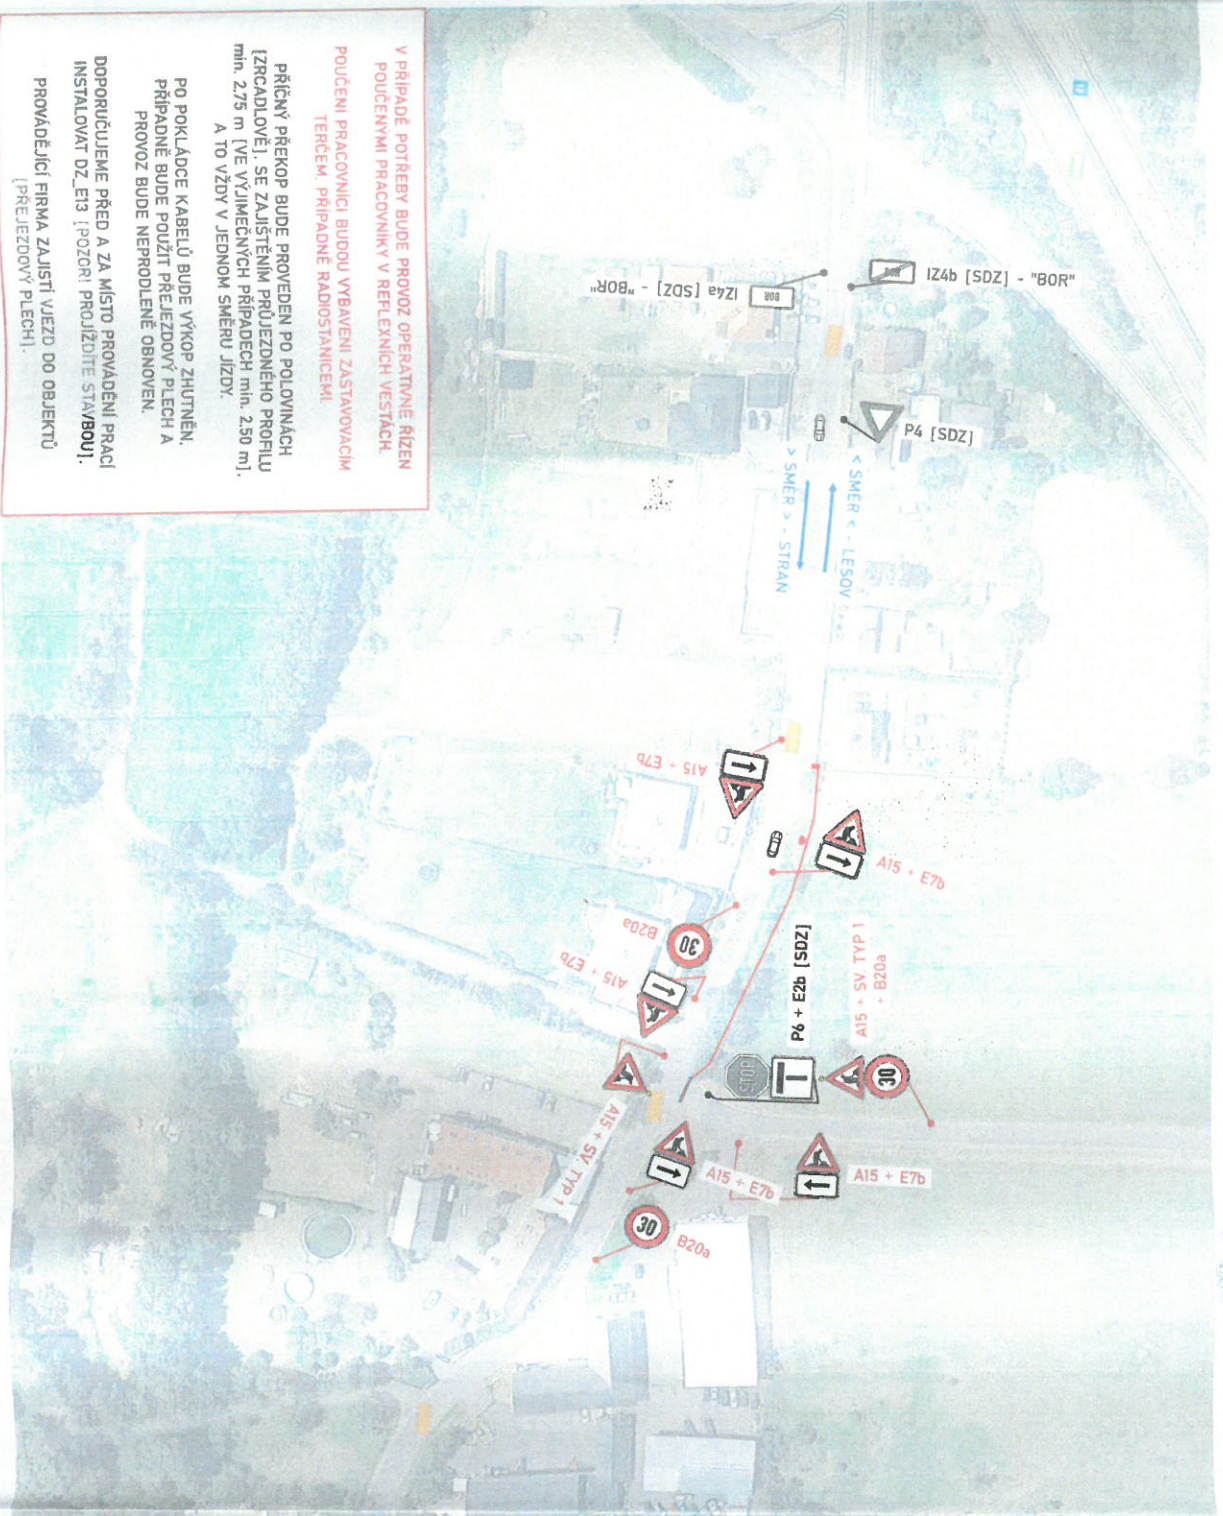 V PŘÍPADĚ POTŘEBY BUDE PROVOZ OPERATIVNĚ ŘÍZEN
POUČENÝMI PRACOVNÍKY V REFLEXNÍCH VESTÁCH.
POUČENÍ PRACOVNÍCI BUDOU VYBAVENI ZASTAVOVACÍM
TERČEM, PŘÍPADNĚ RADIOSTANICEMI.
PŘÍČNÝ PŘEKOP BUDE PROVEDEN PO POLOVINÁCH
[ZRCADLOVĚ], SE ZAJIŠTĚNÍM PRŮJEZDNÉHO PROFILU
min. 2,75 m [VE VÝJIMEČNÝCH PŘÍPADECH min. 2,50 m],
A TO VŽDY V JEDNOM SMĚRU JÍZDY.
PO POKLÁDCE KABELŮ BUDE VÝKOP ZHUTNĚN,
PŘÍPADNĚ BUDE POUŽIT PŘEJEZDOVÝ PLECH A
PROVOZ BUDE NEPRODLENĚ OBNOVEN.
DOPORUČUJEME PŘED A ZA MÍSTO PROVÁDĚNÍ PRACÍ
INSTALOVAT DZ_E13 [POZOR! PROJÍŽDÍTE STAVBOU].
PROVÁDĚJÍCÍ FIRMA ZAJISTÍ VJEZD DO OBJEKTŮ
[PŘEJEZDOVÝ PLECH].
BOR
IZ4b [SDZ] - "BOR"
BOR
IZ4a [SDZ] - "BOR"
P4 [SDZ]
< SMĚR < - LESOV
> SMĚR > - STRAN
A15 + E7b
A15 + E7b
30
B20a
A15 + E7b
P6 + E2b [SDZ]
STOP
A15 + SV. TYP 1
+ B20a
30
A15 + SV. TYP 1
A15 + E7b
A15 + E7b
30
B20a